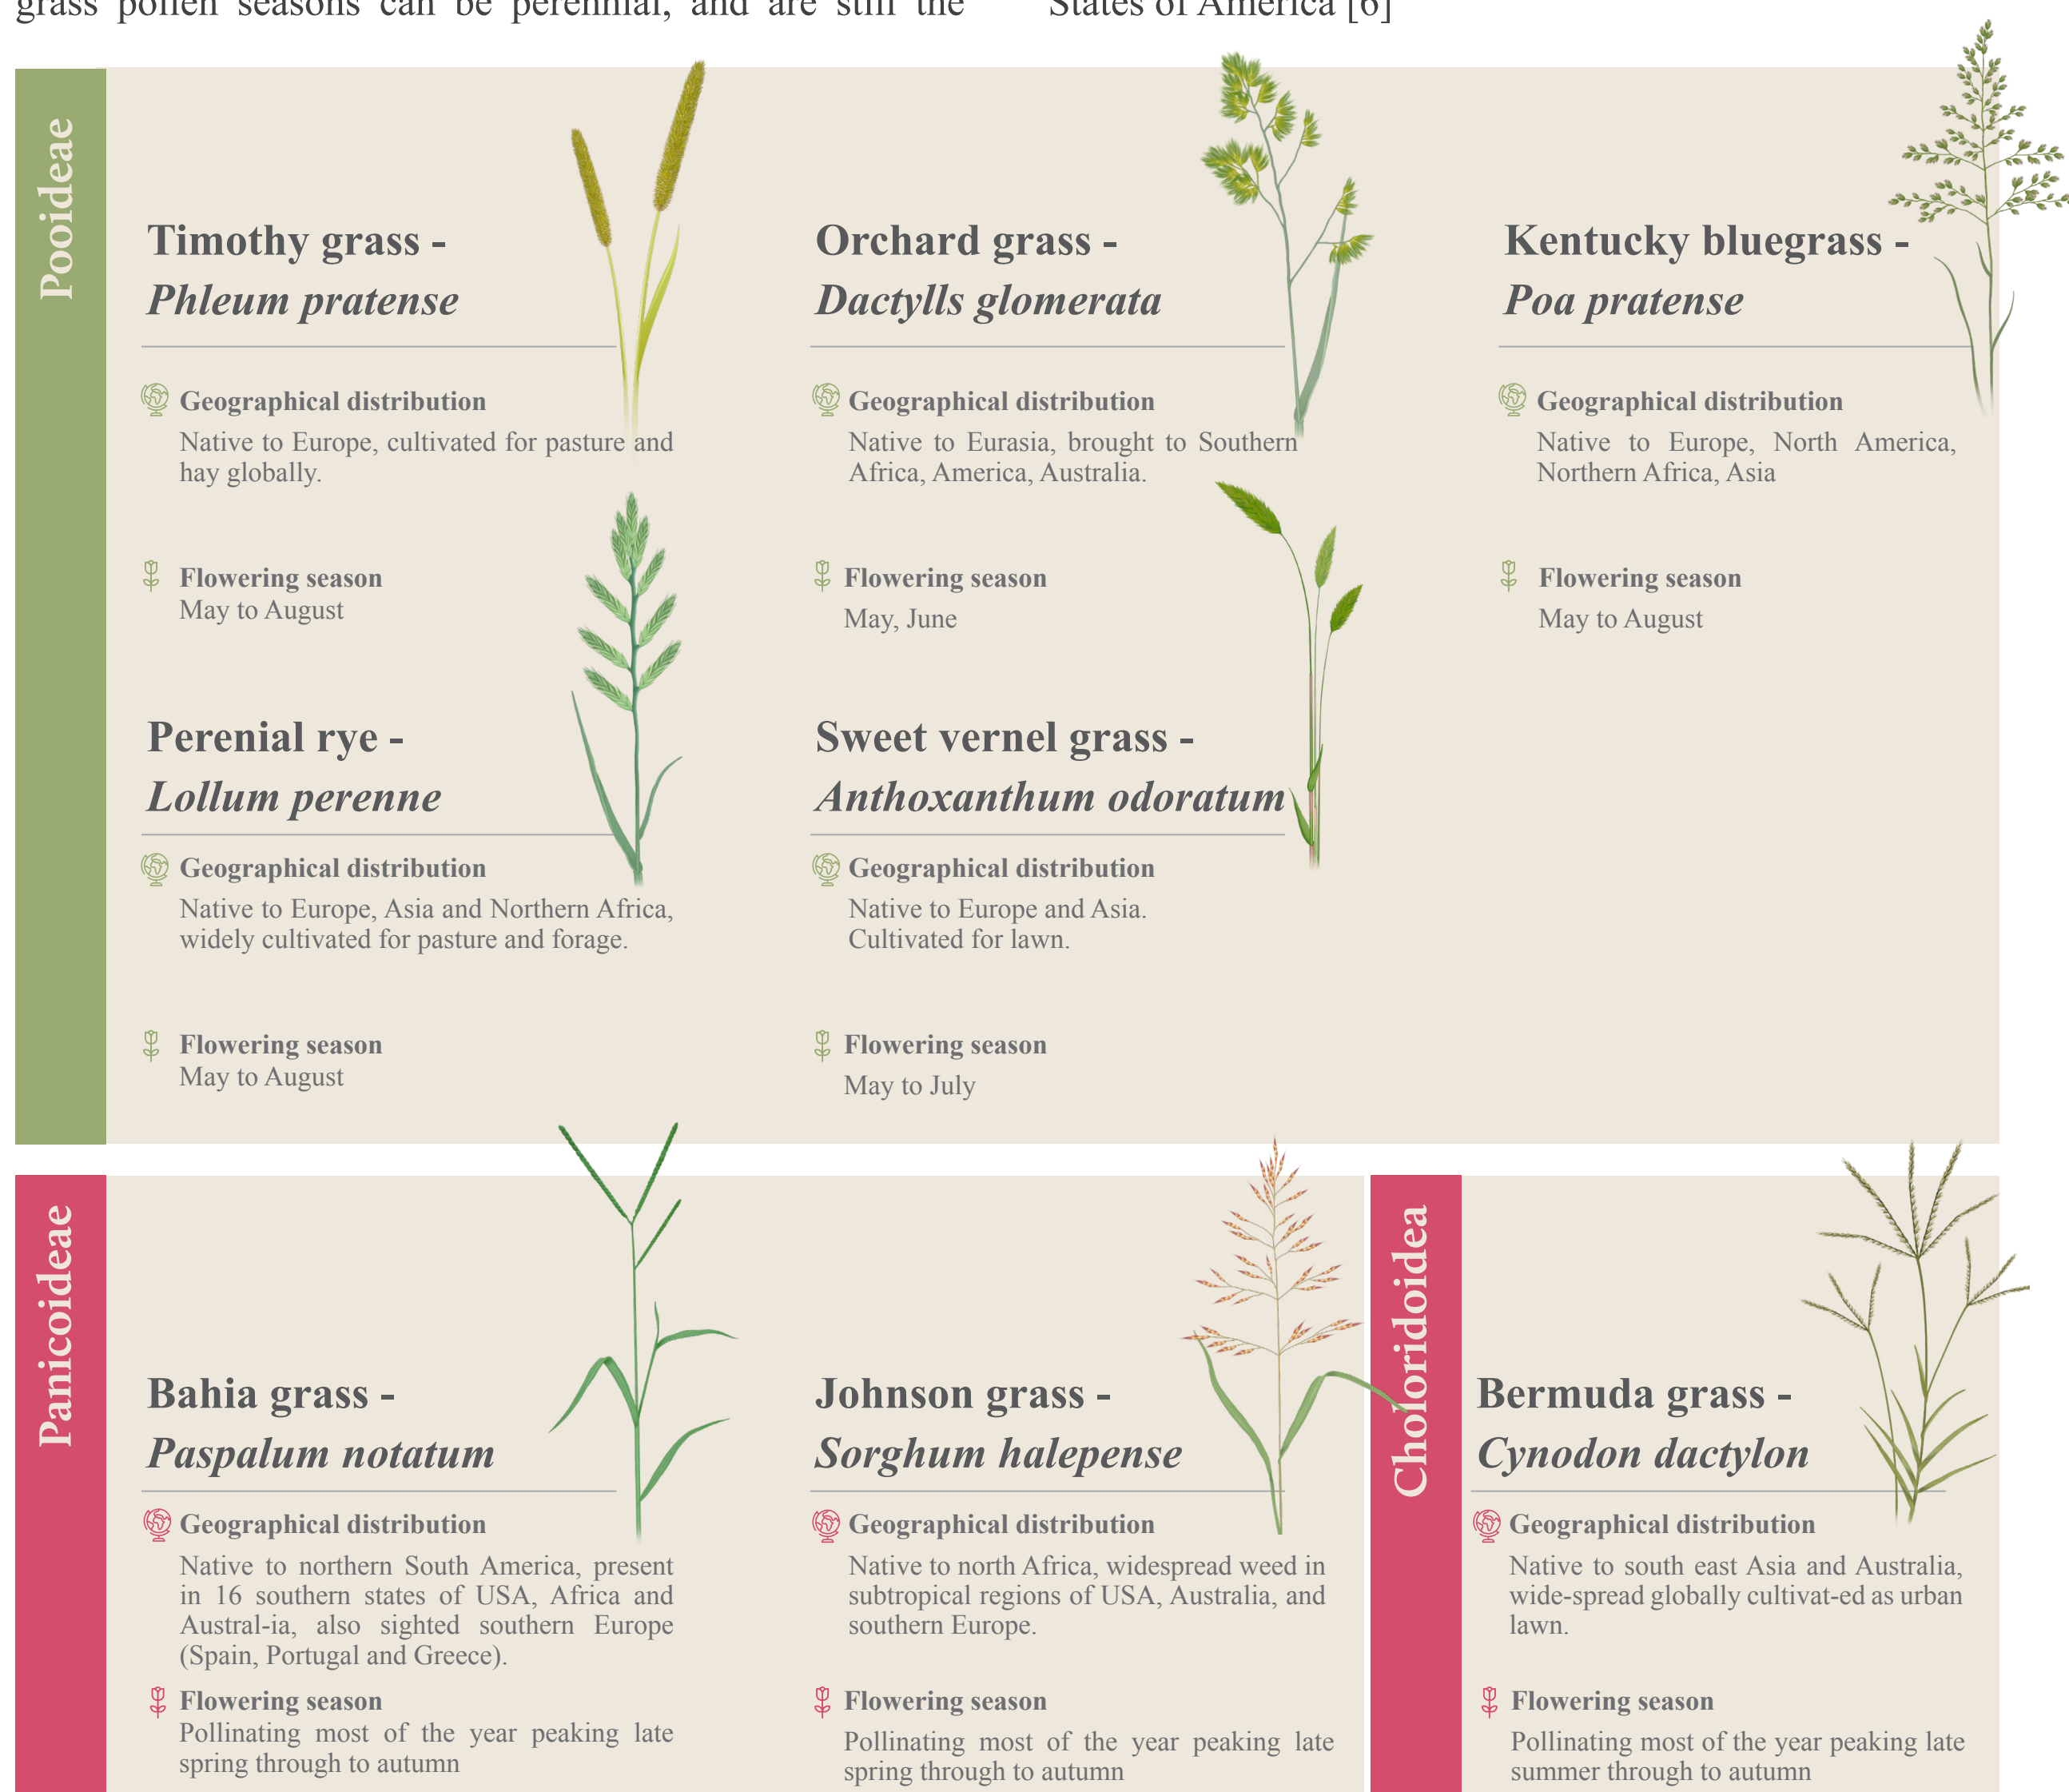 grass pollen seasons can be perennial, and are still the
States of America [6]
Pooideae
Timothy grass -
Phleum pratense
Geographical distribution
Native to Europe, cultivated for pasture and
hay globally.
Flowering season
May to August
Orchard grass -
Dactylls glomerata
Geographical distribution
Native to Eurasia, brought to Southern
Africa, America, Australia.
Flowering season
May, June
Kentucky bluegrass -
Poa pratense
Geographical distribution
Native to Europe, North America,
Northern Africa, Asia
Flowering season
May to August
Perenial rye -
Lollum perenne
Geographical distribution
Native to Europe, Asia and Northern Africa,
widely cultivated for pasture and forage.
Flowering season
May to August
Sweet vernel grass -
Anthoxanthum odoratum
Geographical distribution
Native to Europe and Asia.
Cultivated for lawn.
Flowering season
May to July
Panicoideae
Bahia grass -
Paspalum notatum
Geographical distribution
Native to northern South America, present
in 16 southern states of USA, Africa and
Austral-ia, also sighted southern Europe
(Spain, Portugal and Greece).
Flowering season
Pollinating most of the year peaking late
spring through to autumn
Johnson grass -
Sorghum halepense
Geographical distribution
Native to north Africa, widespread weed in
subtropical regions of USA, Australia, and
southern Europe.
Flowering season
Pollinating most of the year peaking late
spring through to autumn
Choloridoidea
Bermuda grass -
Cynodon dactylon
Geographical distribution
Native to south east Asia and Australia,
wide-spread globally cultivat-ed as urban
lawn.
Flowering season
Pollinating most of the year peaking late
summer through to autumn